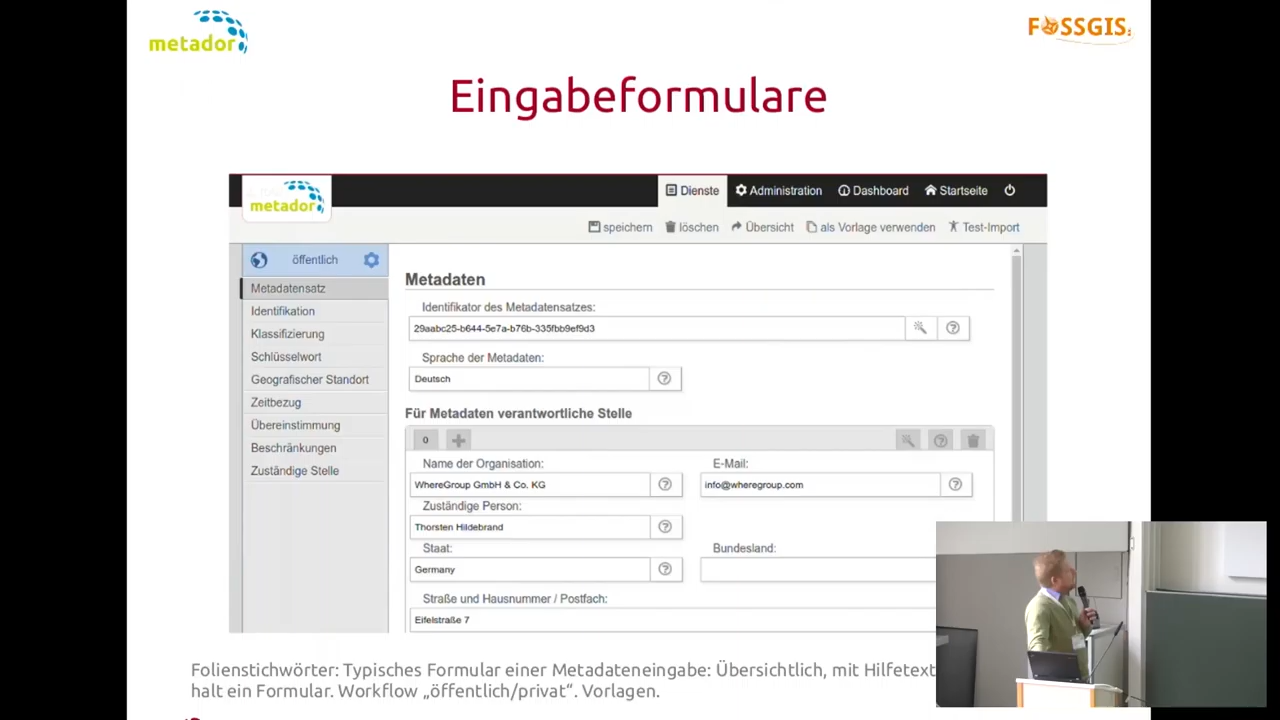 metador
FOSSGIS
Eingabeformulare
metador
Dienste Administration Dashboard Startseite
speichern löschen Übersicht als Vorlage verwenden Test-Import
öffentlich
Metadatensatz
Identifikation
Klassifizierung
Schlüsselwort
Geografischer Standort
Zeitbezug
Übereinstimmung
Beschränkungen
Zuständige Stelle
Metadaten
Identifikator des Metadatensatzes:
29aabc25-b644-5e7a-b76b-335fbb9ef9d3
Sprache der Metadaten:
Deutsch
Für Metadaten verantwortliche Stelle
0
Name der Organisation: E-Mail:
WhereGroup GmbH & Co. KG info@wheregroup.com
Zuständige Person:
Thorsten Hildebrand
Staat: Bundesland:
Germany
Straße und Hausnummer / Postfach:
Eifelstraße 7
Folienstichwörter: Typisches Formular einer Metadateneingabe: Übersichtlich, mit Hilfetext
halt ein Formular. Workflow „öffentlich/privat“. Vorlagen.